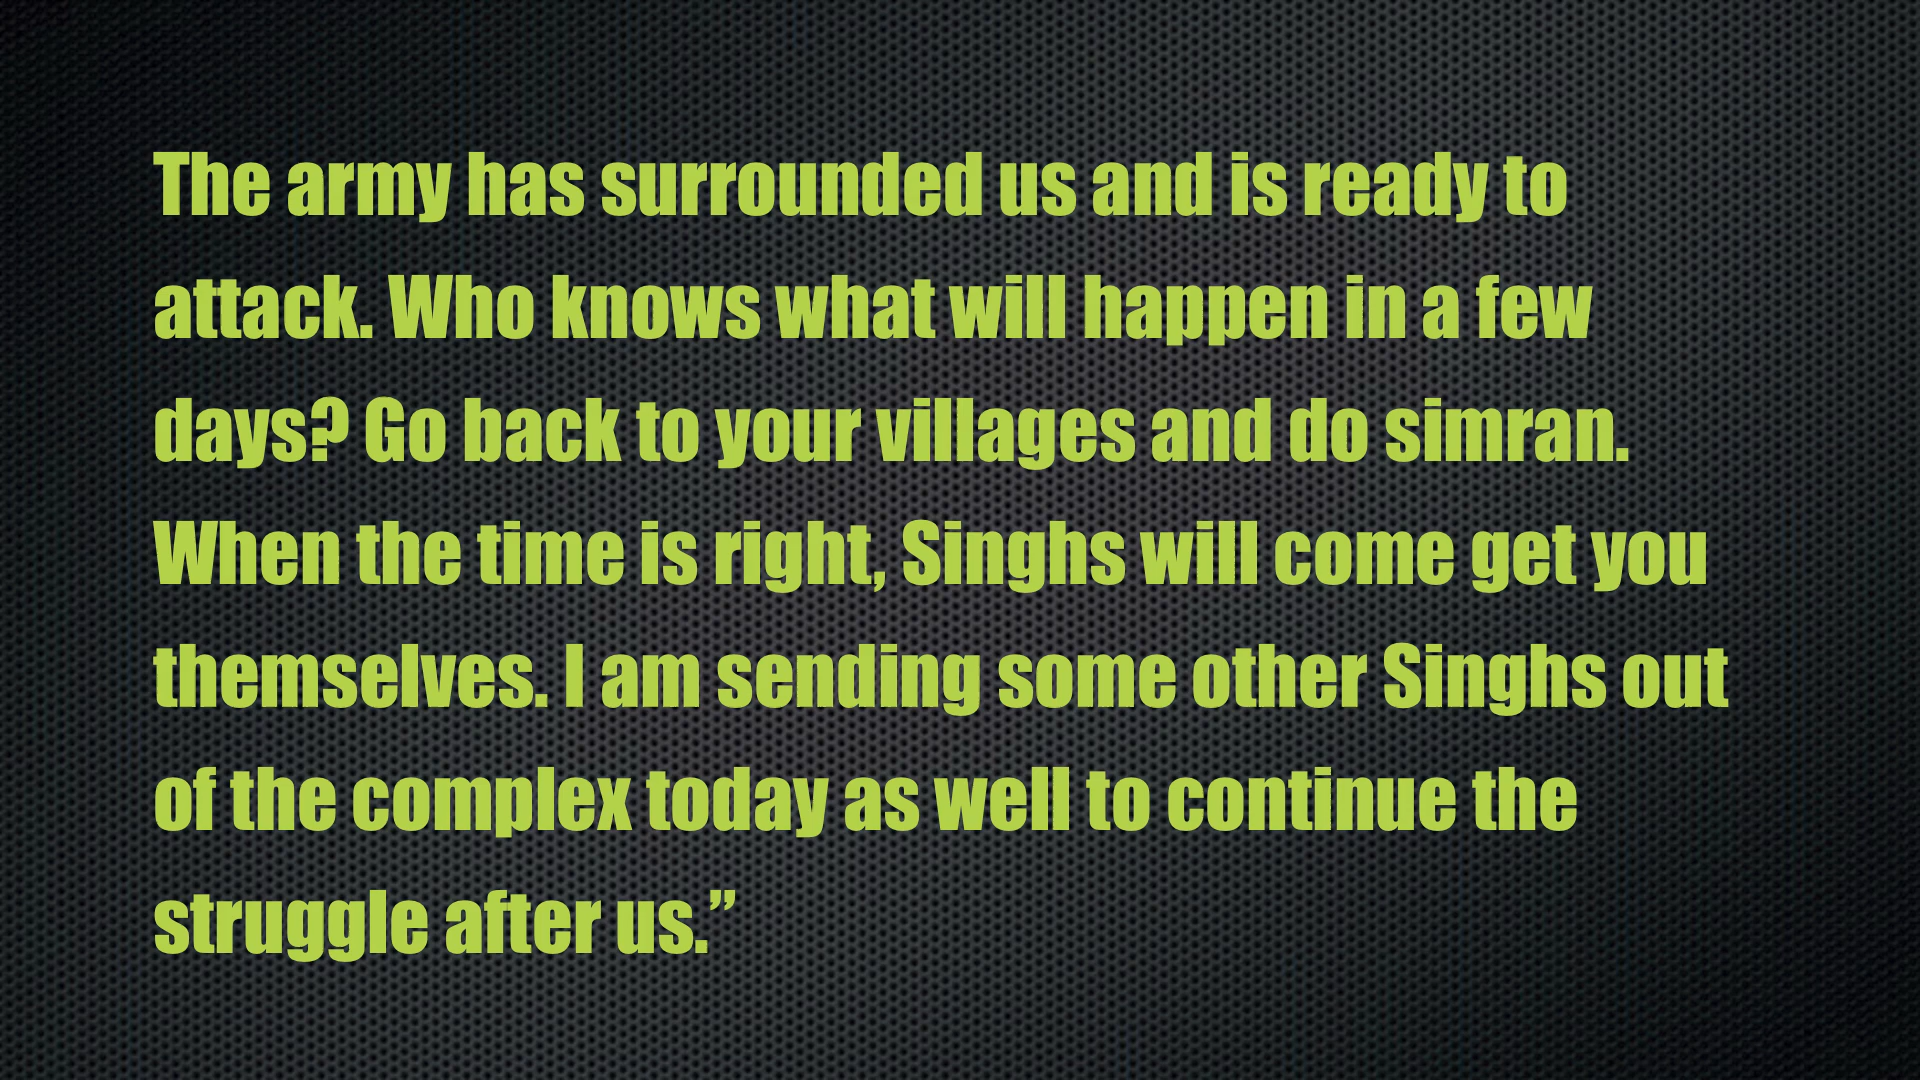 The army has surrounded us and is ready to
attack. Who knows what will happen in a few
days? Go back to your villages and do simran.
When the time is right, Singhs will come get you
themselves. I am sending some other Singhs out
of the complex today as well to continue the
struggle after us.”